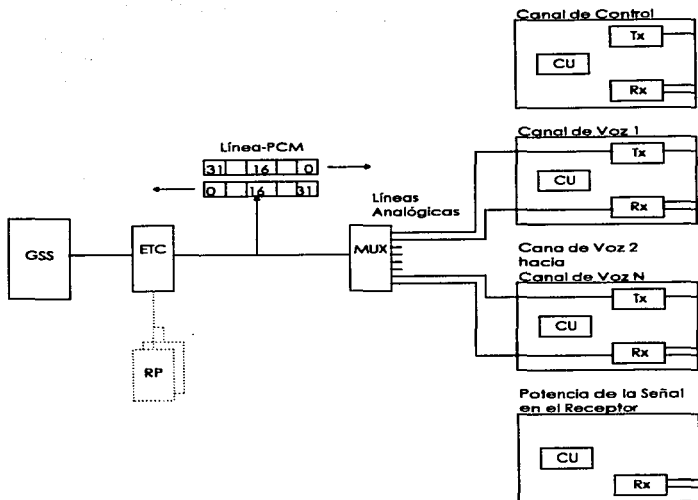 Canal de Control
Tx
CU
Rx
Línea-PCM
31 16 0
0 16 31
Canal de Voz 1
Tx
CU
Rx
Líneas
Analógicas
GSS
ETC
MUX
RP
Cana de Voz 2
hacia
Canal de Voz N
Tx
CU
Rx
Potencia de la Señal
en el Receptor
CU
Rx